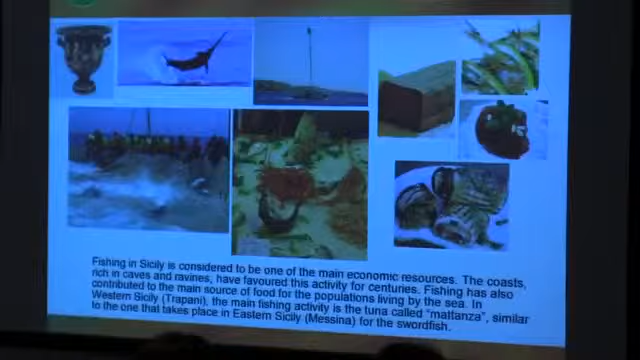 Fishing in Sicily is considered to be one of the main economic resources. The coasts,
rich in caves and ravines, have favoured this activity for centuries. Fishing has also
contributed to the main source of food for the populations living by the sea. In
Western Sicily (Trapani), the main fishing activity is the tuna called "mattanza", similar
to the one that takes place in Eastern Sicily (Messina) for the swordfish.